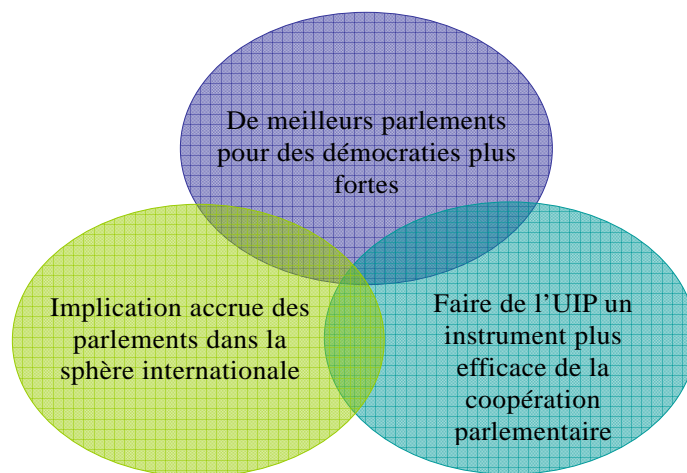 De meilleurs parlements
pour des démocraties plus
fortes
Implication accrue des
parlements dans la
sphère internationale
Faire de l’UIP un
instrument plus
efficace de la
coopération
parlementaire